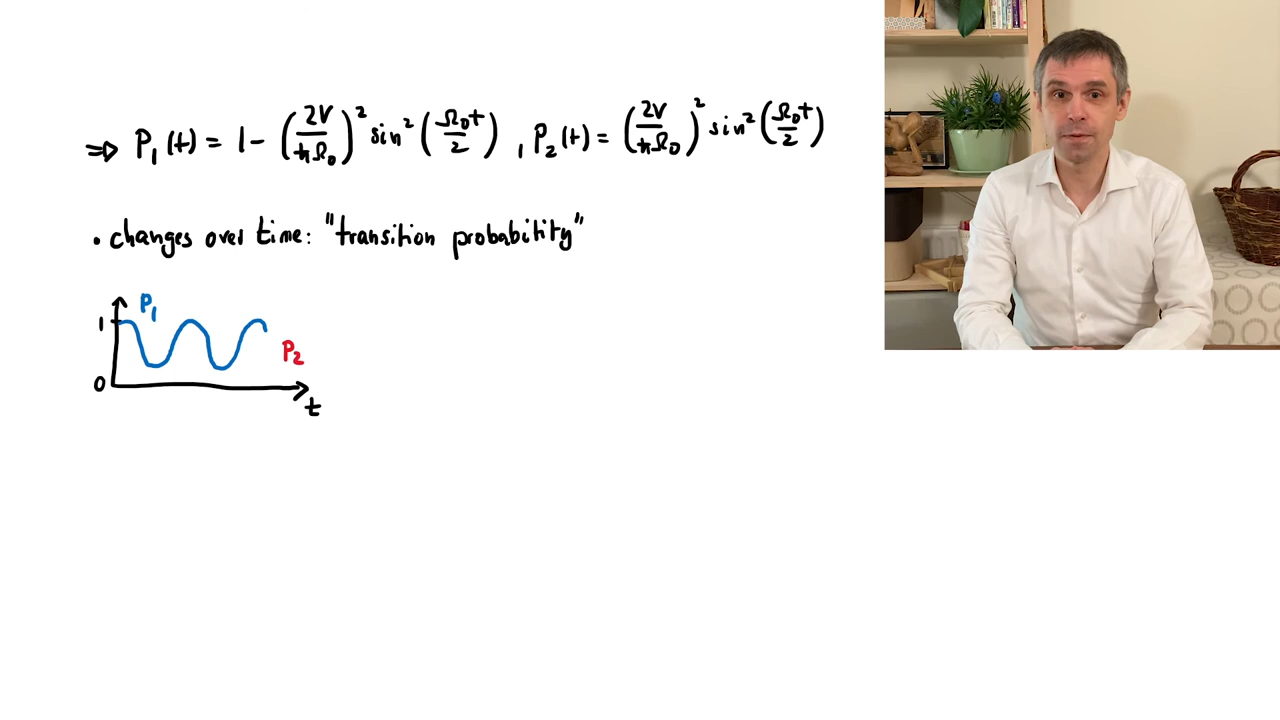 ⇒ P₁(t) = 1 − (2V/ħΩ₀)² sin²(Ω₀t/2), P₂(t) = (2V/ħΩ₀)² sin²(Ω₀t/2)
• changes over time: "transition probability"
P₁
1
P₂
0
t